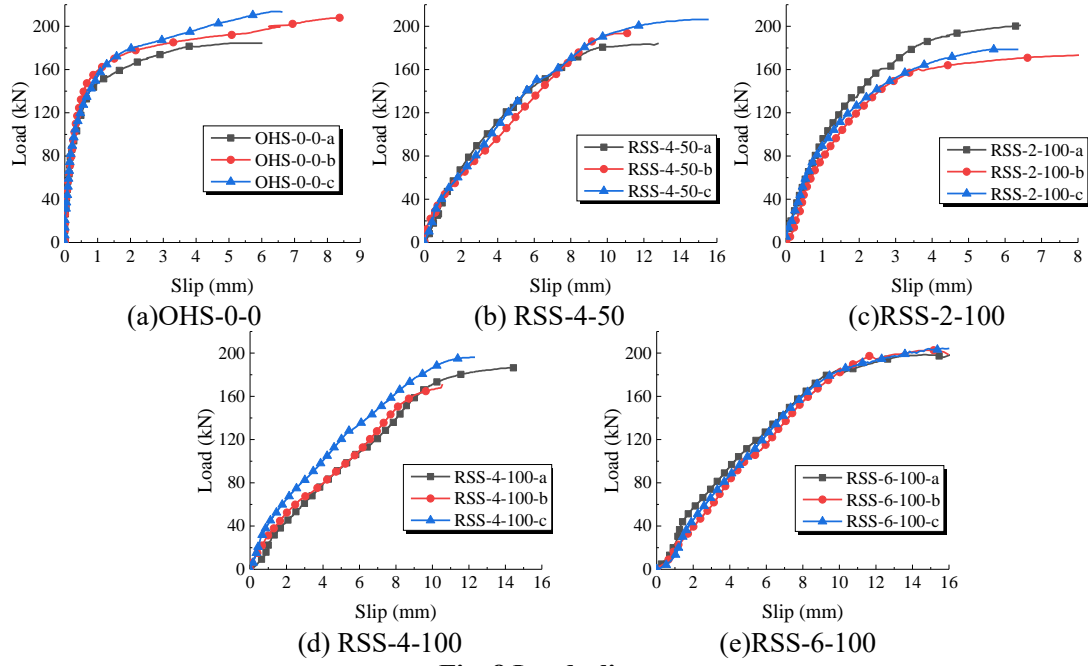 Load (kN)
200
160
120
80
40
0
OHS-0-0-a
OHS-0-0-b
OHS-0-0-c
0 1 2 3 4 5 6 7 8 9
Slip (mm)
(a)OHS-0-0
Load (kN)
200
160
120
80
40
0
RSS-4-50-a
RSS-4-50-b
RSS-4-50-c
0 2 4 6 8 10 12 14 16
Slip (mm)
(b) RSS-4-50
Load (kN)
200
160
120
80
40
0
RSS-2-100-a
RSS-2-100-b
RSS-2-100-c
0 1 2 3 4 5 6 7 8
Slip (mm)
(c)RSS-2-100
Load (kN)
200
160
120
80
40
0
RSS-4-100-a
RSS-4-100-b
RSS-4-100-c
0 2 4 6 8 10 12 14 16
Slip (mm)
(d) RSS-4-100
Load (kN)
200
160
120
80
40
0
RSS-6-100-a
RSS-6-100-b
RSS-6-100-c
0 2 4 6 8 10 12 14 16
Slip (mm)
(e)RSS-6-100